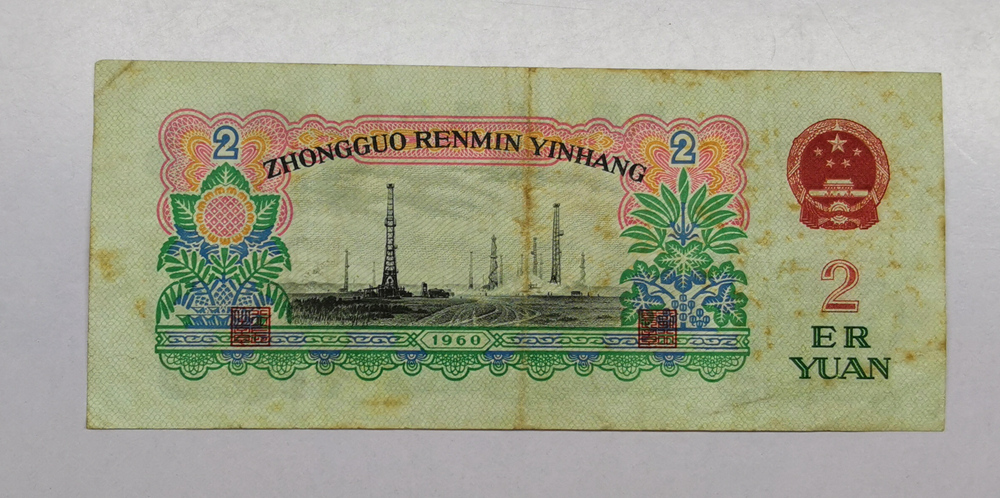 2
2
ZHONGGUO RENMIN YINHANG
1960
2
ER
YUAN